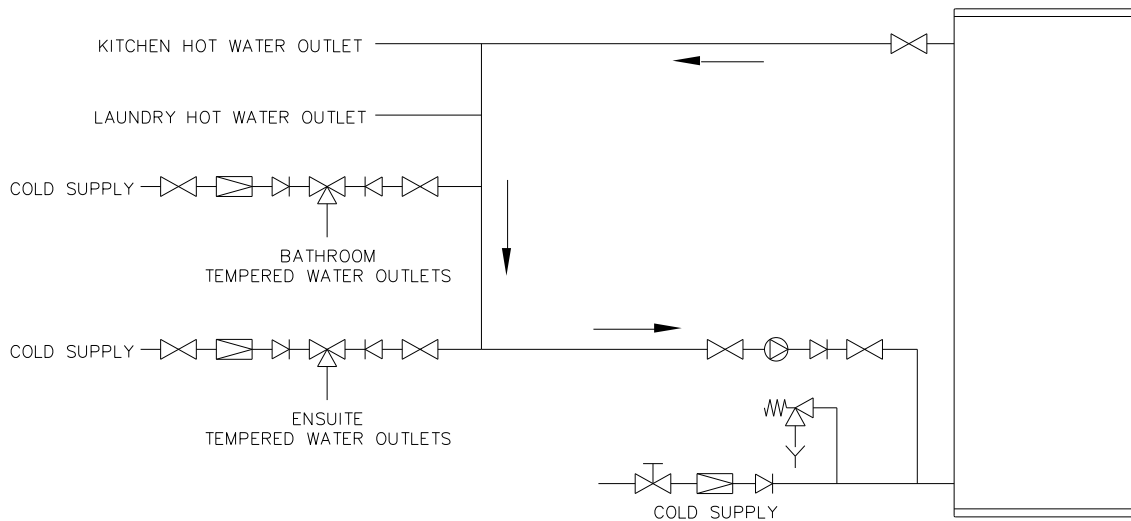 KITCHEN HOT WATER OUTLET
LAUNDRY HOT WATER OUTLET
COLD SUPPLY
BATHROOM
TEMPERED WATER OUTLETS
COLD SUPPLY
ENSUITE
TEMPERED WATER OUTLETS
COLD SUPPLY